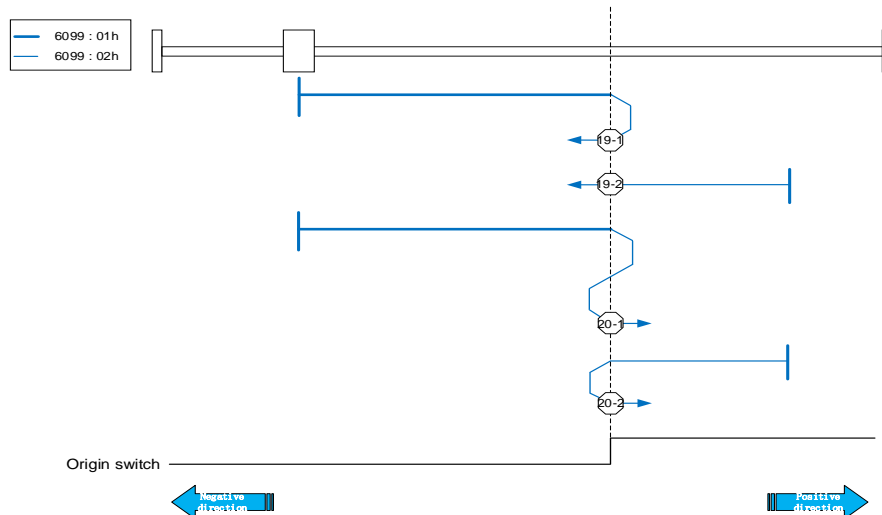 6099 : 01h
6099 : 02h
19-1
19-2
20-1
20-2
Origin switch
Negative
direction
Positive
direction